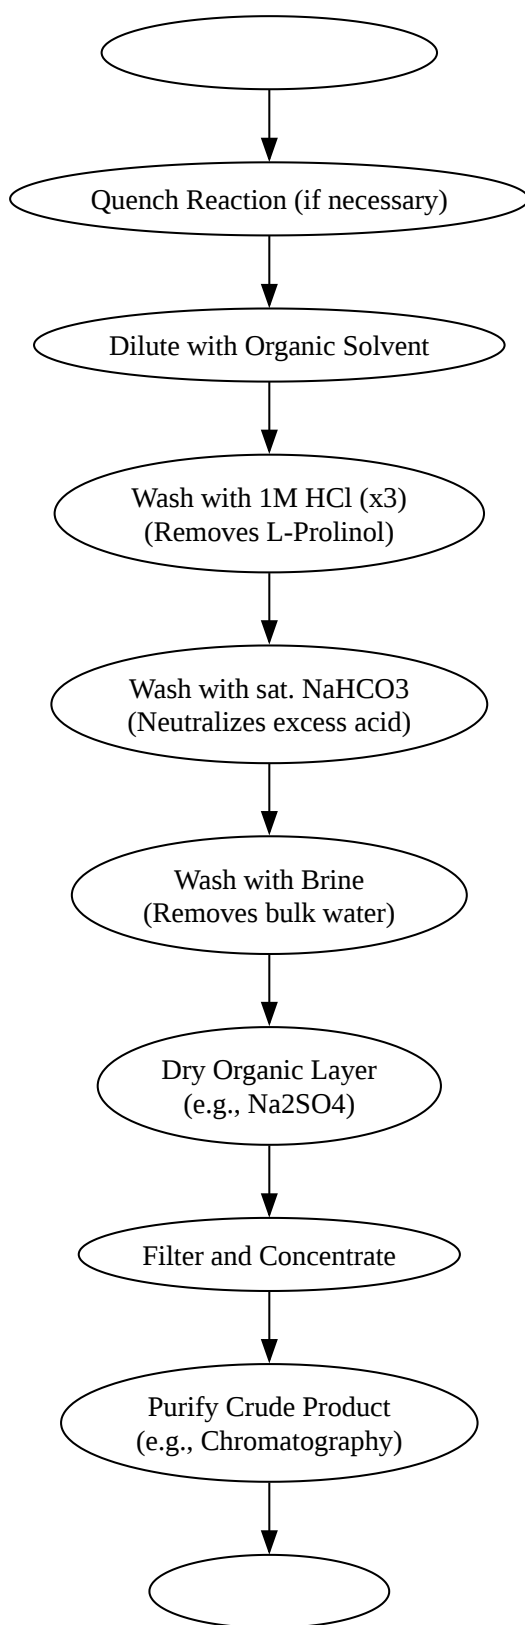 Quench Reaction (if necessary)
Dilute with Organic Solvent
Wash with 1M HCl (x3)
(Removes L-Prolinol)
Wash with sat. NaHCO3
(Neutralizes excess acid)
Wash with Brine
(Removes bulk water)
Dry Organic Layer
(e.g., Na2SO4)
Filter and Concentrate
Purify Crude Product
(e.g., Chromatography)